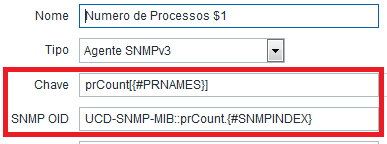 Nome Numero de Processos $1
Tipo Agente SNMPv3
Chave prCount[{#PRNAMES}]
SNMP OID UCD-SNMP-MIB::prCount.{#SNMPINDEX}